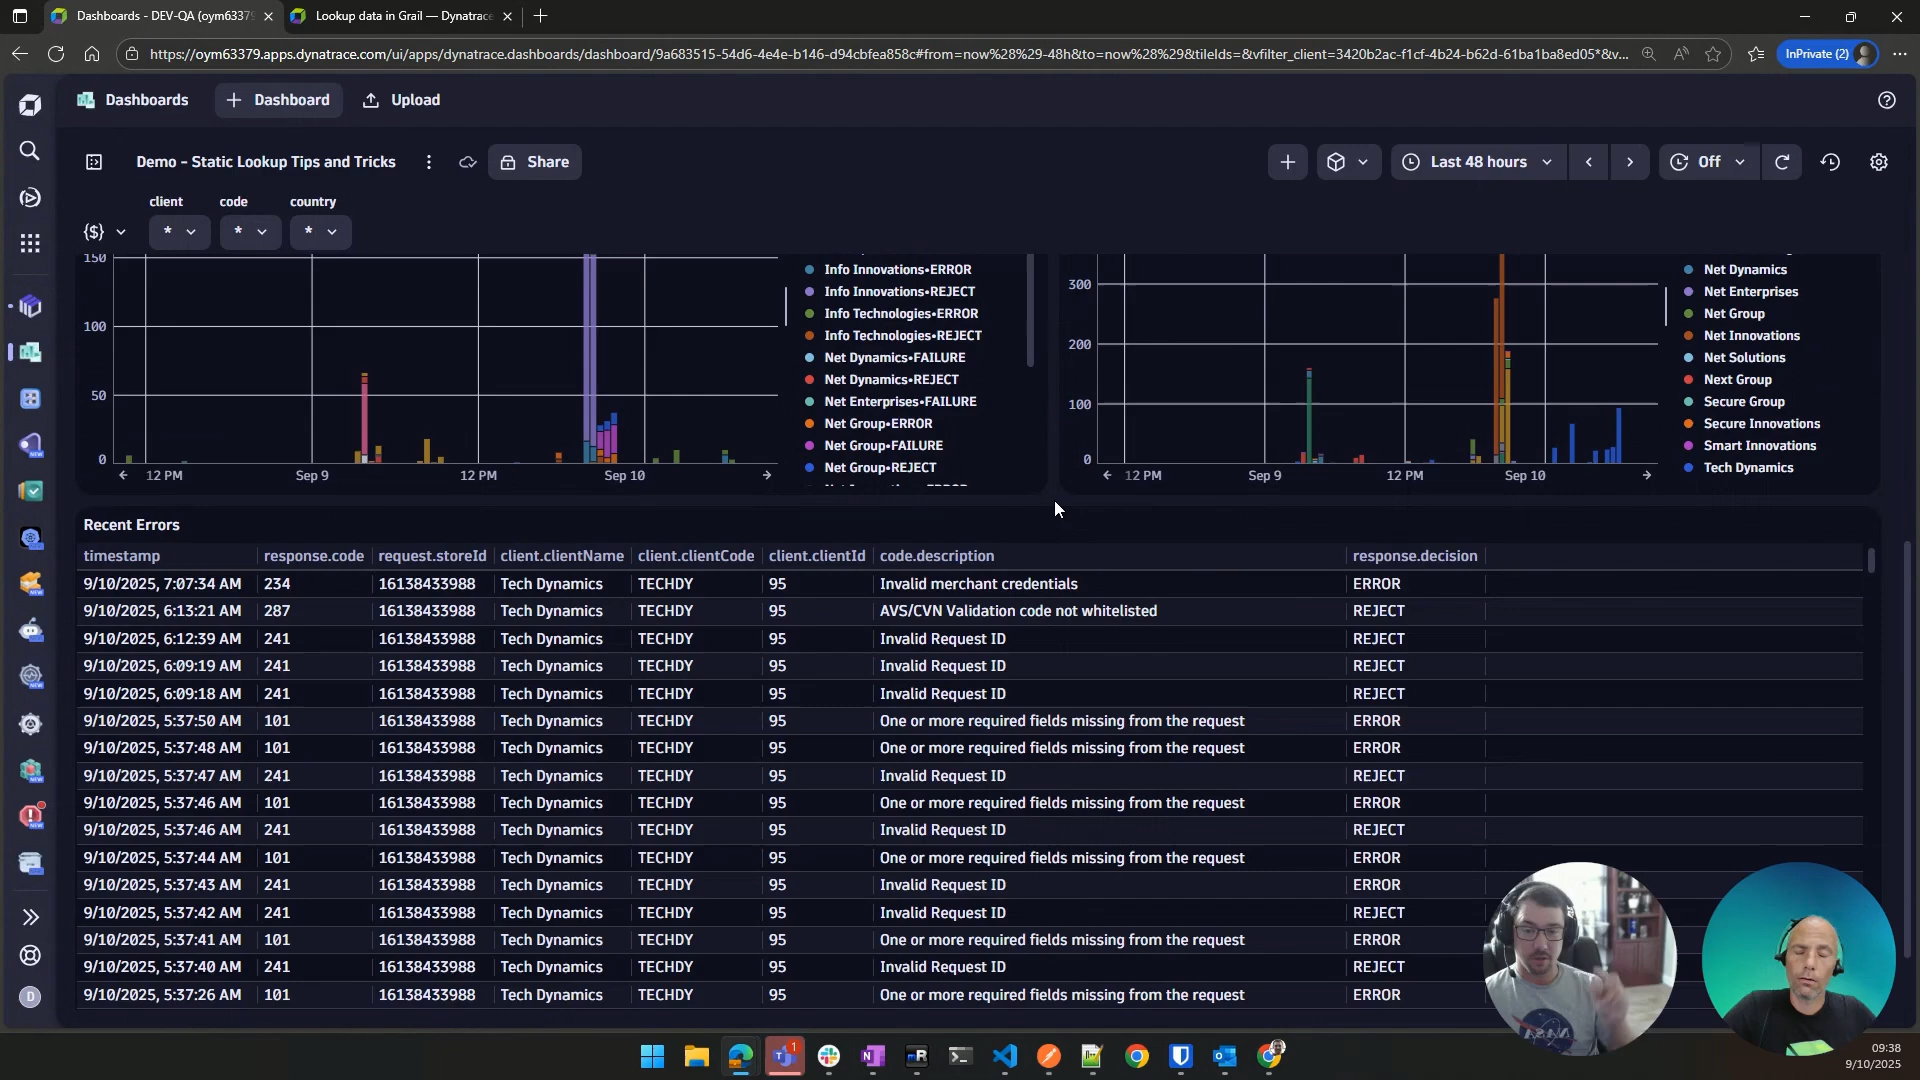 Dashboards - DEV-QA (oym6337
Lookup data in Grail — Dynatrace
https://oym63379.apps.dynatrace.com/ui/apps/dynatrace.dashboards/dashboard/9a683515-54d6-4e4e-b146-d94cbfea858c#from=now%28%29-48h&to=now%28%29&tileIds=&vfilter_client=3420b2ac-f1cf-4b24-b62d-61ba1ba8ed05*&v...
InPrivate (2)
Dashboards
Dashboard
Upload
Demo - Static Lookup Tips and Tricks
Share
Last 48 hours
Off
client code country
{$} * * *
150
100
50
0
12 PM Sep 9 12 PM Sep 10
Info Innovations•ERROR
Info Innovations•REJECT
Info Technologies•ERROR
Info Technologies•REJECT
Net Dynamics•FAILURE
Net Dynamics•REJECT
Net Enterprises•FAILURE
Net Group•ERROR
Net Group•FAILURE
Net Group•REJECT
300
200
100
0
12 PM Sep 9 12 PM Sep 10
Net Dynamics
Net Enterprises
Net Group
Net Innovations
Net Solutions
Next Group
Secure Group
Secure Innovations
Smart Innovations
Tech Dynamics
Recent Errors
timestamp response.code request.storeId client.clientName client.clientCode client.clientId code.description response.decision
9/10/2025, 7:07:34 AM 234 16138433988 Tech Dynamics TECHDY 95 Invalid merchant credentials ERROR
9/10/2025, 6:13:21 AM 287 16138433988 Tech Dynamics TECHDY 95 AVS/CVN Validation code not whitelisted REJECT
9/10/2025, 6:12:39 AM 241 16138433988 Tech Dynamics TECHDY 95 Invalid Request ID REJECT
9/10/2025, 6:09:19 AM 241 16138433988 Tech Dynamics TECHDY 95 Invalid Request ID REJECT
9/10/2025, 6:09:18 AM 241 16138433988 Tech Dynamics TECHDY 95 Invalid Request ID REJECT
9/10/2025, 5:37:50 AM 101 16138433988 Tech Dynamics TECHDY 95 One or more required fields missing from the request ERROR
9/10/2025, 5:37:48 AM 101 16138433988 Tech Dynamics TECHDY 95 One or more required fields missing from the request ERROR
9/10/2025, 5:37:47 AM 241 16138433988 Tech Dynamics TECHDY 95 Invalid Request ID REJECT
9/10/2025, 5:37:46 AM 101 16138433988 Tech Dynamics TECHDY 95 One or more required fields missing from the request ERROR
9/10/2025, 5:37:46 AM 241 16138433988 Tech Dynamics TECHDY 95 Invalid Request ID REJECT
9/10/2025, 5:37:44 AM 101 16138433988 Tech Dynamics TECHDY 95 One or more required fields missing from the request ERROR
9/10/2025, 5:37:43 AM 241 16138433988 Tech Dynamics TECHDY 95 Invalid Request ID ERROR
9/10/2025, 5:37:42 AM 241 16138433988 Tech Dynamics TECHDY 95 Invalid Request ID REJECT
9/10/2025, 5:37:41 AM 101 16138433988 Tech Dynamics TECHDY 95 One or more required fields missing from the request ERROR
9/10/2025, 5:37:40 AM 241 16138433988 Tech Dynamics TECHDY 95 Invalid Request ID REJECT
9/10/2025, 5:37:26 AM 101 16138433988 Tech Dynamics TECHDY 95 One or more required fields missing from the request ERROR
D
NASA
09:38
9/10/2025